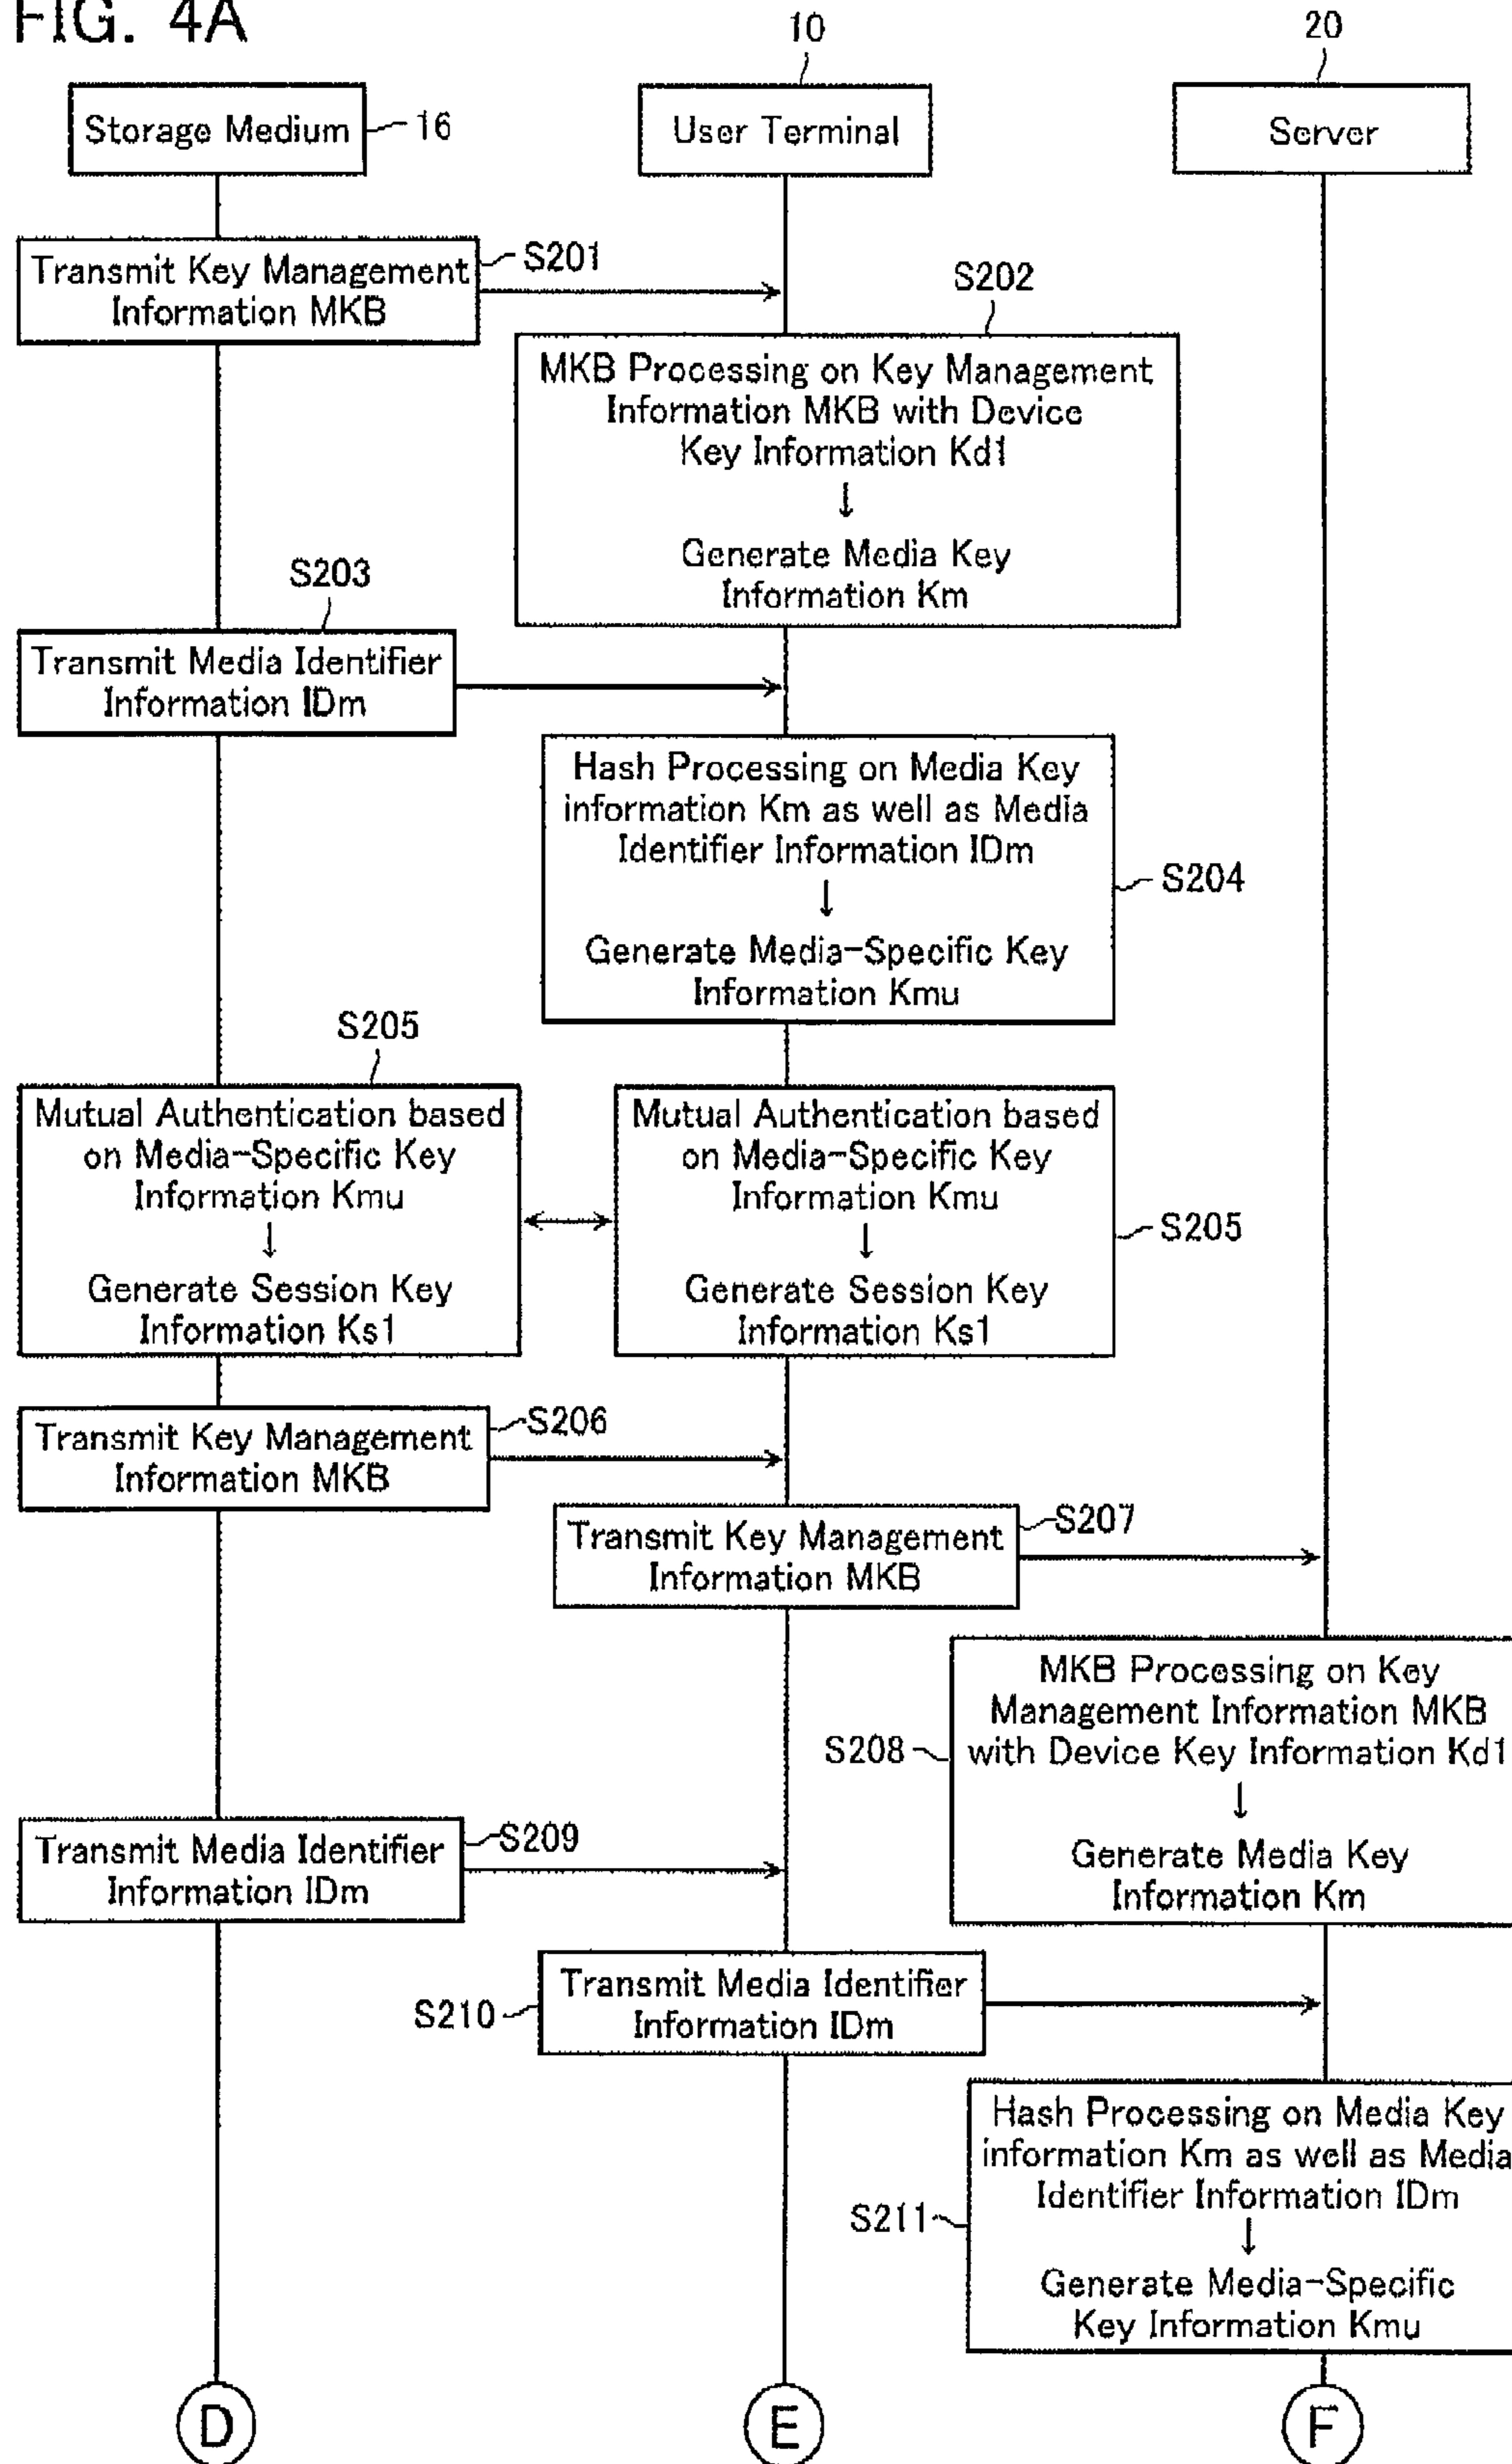 FIG. 4A
10
20
Storage Medium
16
User Terminal
Server
Transmit Key Management
Information MKB
S201
S202
MKB Processing on Key Management
Information MKB with Device
Key Information Kd1
↓
Generate Media Key
Information Km
S203
Transmit Media Identifier
Information IDm
Hash Processing on Media Key
information Km as well as Media
Identifier Information IDm
↓
Generate Media-Specific Key
Information Kmu
S204
S205
Mutual Authentication based
on Media-Specific Key
Information Kmu
↓
Generate Session Key
Information Ks1
Mutual Authentication based
on Media-Specific Key
Information Kmu
↓
Generate Session Key
Information Ks1
S205
Transmit Key Management
Information MKB
S206
Transmit Key Management
Information MKB
S207
MKB Processing on Key
Management Information MKB
with Device Key Information Kd1
↓
Generate Media Key
Information Km
S208
Transmit Media Identifier
Information IDm
S209
Transmit Media Identifier
Information IDm
S210
Hash Processing on Media Key
information Km as well as Media
Identifier Information IDm
↓
Generate Media-Specific
Key Information Kmu
S211
D
E
F